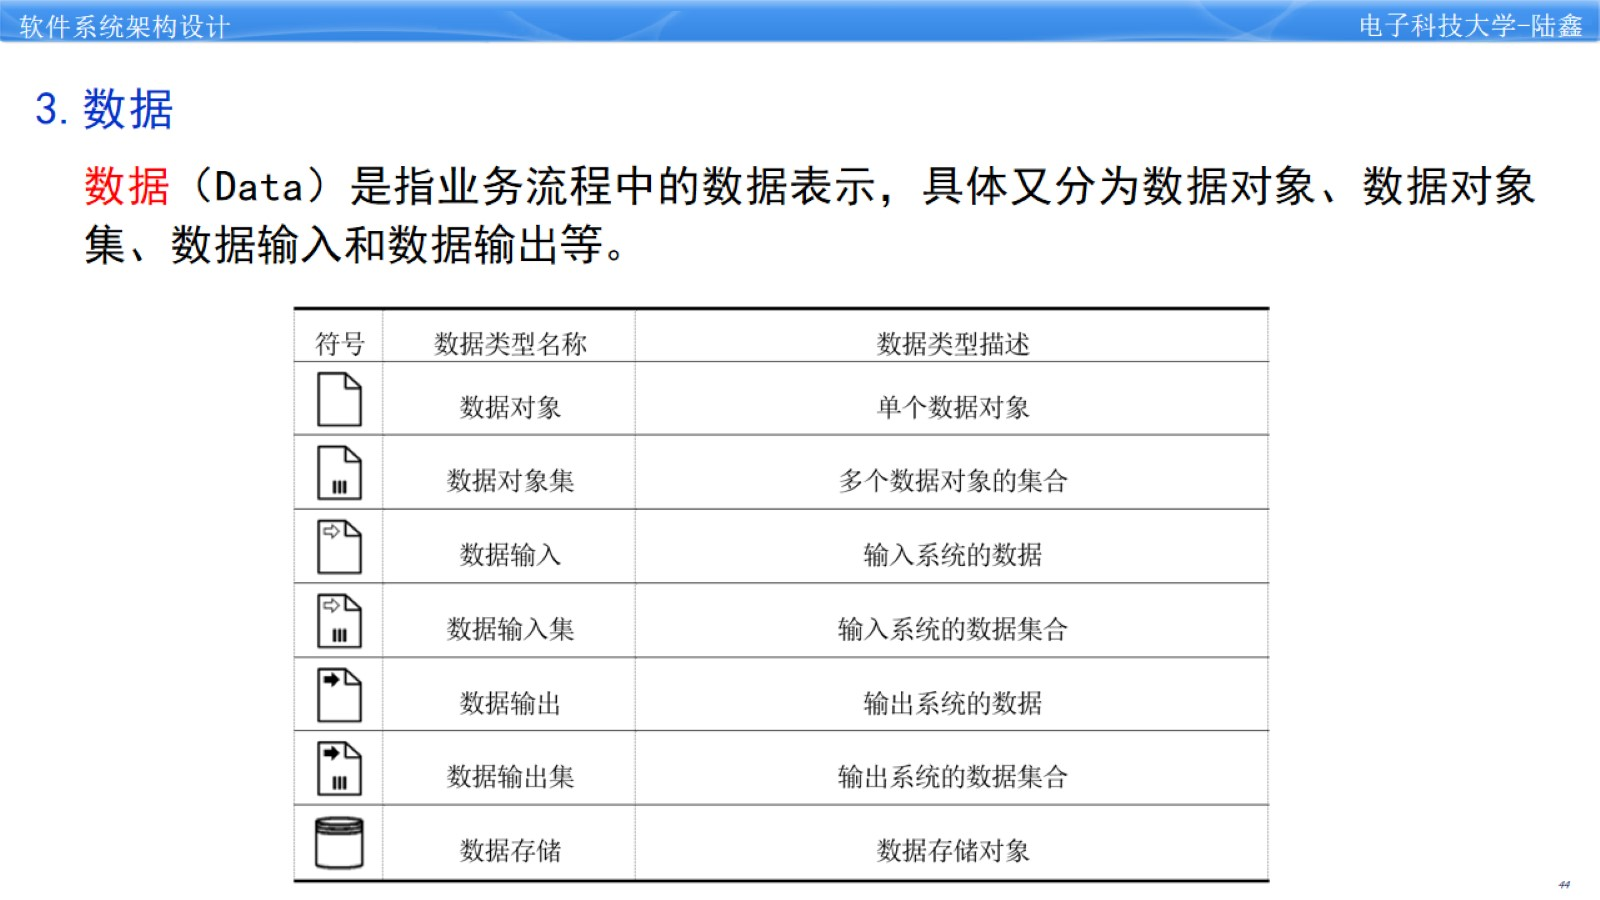 软件系统架构设计
电子科技大学-陆鑫
3. 数据
数据（Data）是指业务流程中的数据表示，具体又分为数据对象、数据对象
集、数据输入和数据输出等。
符号 数据类型名称 数据类型描述
数据对象 单个数据对象
数据对象集 多个数据对象的集合
数据输入 输入系统的数据
数据输入集 输入系统的数据集合
数据输出 输出系统的数据
数据输出集 输出系统的数据集合
数据存储 数据存储对象
44